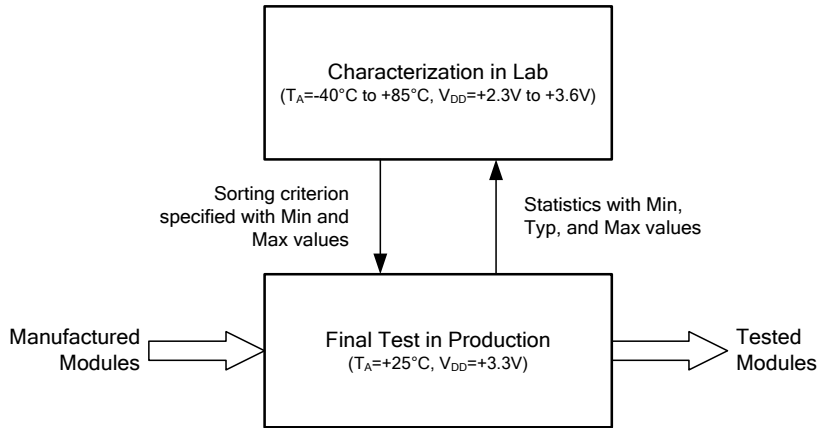 Characterization in Lab
(TA=-40°C to +85°C, VDD=+2.3V to +3.6V)
Sorting criterion
specified with Min and
Max values
Statistics with Min,
Typ, and Max values
Manufactured
Modules
Final Test in Production
(TA=+25°C, VDD=+3.3V)
Tested
Modules